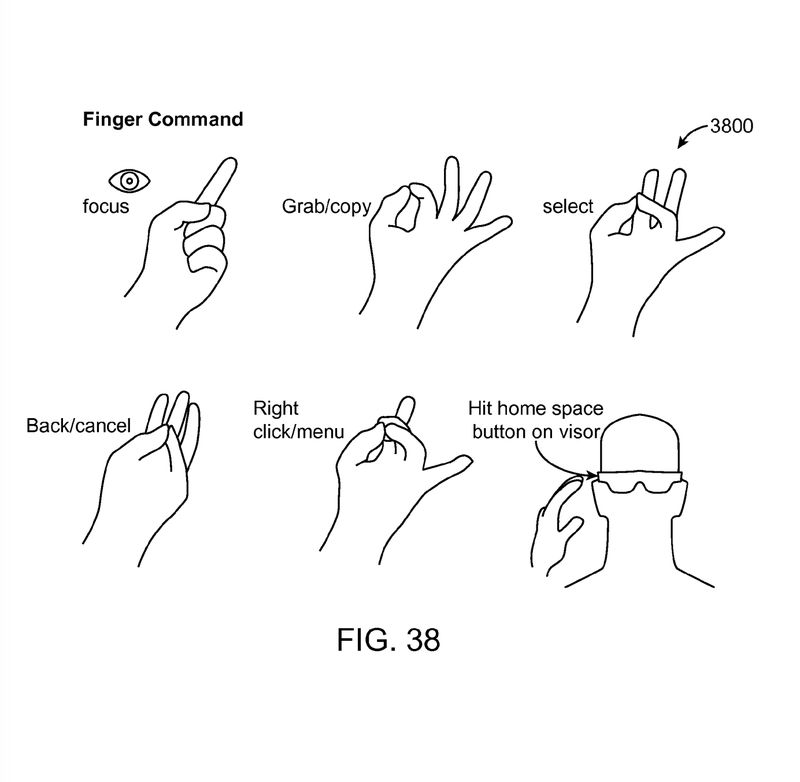 Finger Command
3800
focus
Grab/copy
select
Back/cancel
Right
click/menu
Hit home space
button on visor
FIG. 38